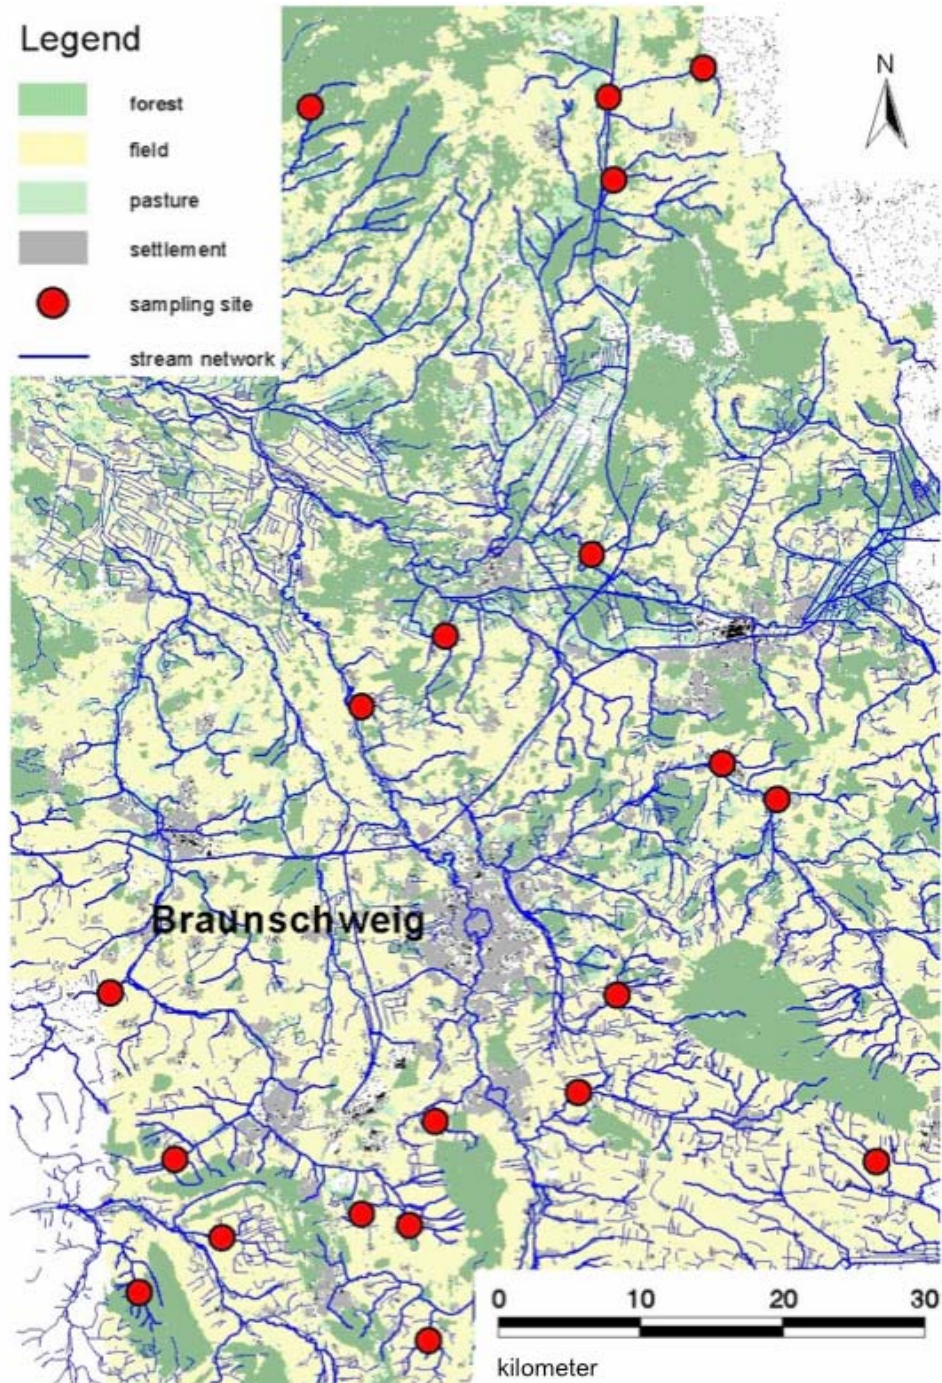 Legend
forest
field
pasture
settlement
sampling site
stream network
N
Braunschweig
0 10 20 30
kilometer